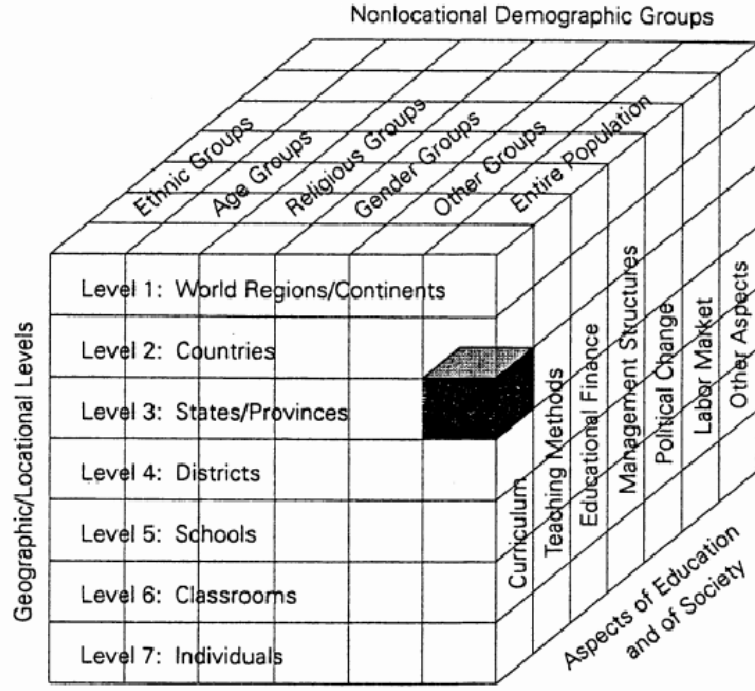 Nonlocational Demographic Groups
Ethnic Groups
Age Groups
Religious Groups
Gender Groups
Other Groups
Entire Population
Geographic/Locational Levels
Level 1: World Regions/Continents
Level 2: Countries
Level 3: States/Provinces
Level 4: Districts
Level 5: Schools
Level 6: Classrooms
Level 7: Individuals
Curriculum
Teaching Methods
Educational Finance
Management Structures
Political Change
Labor Market
Other Aspects
Aspects of Education
and of Society